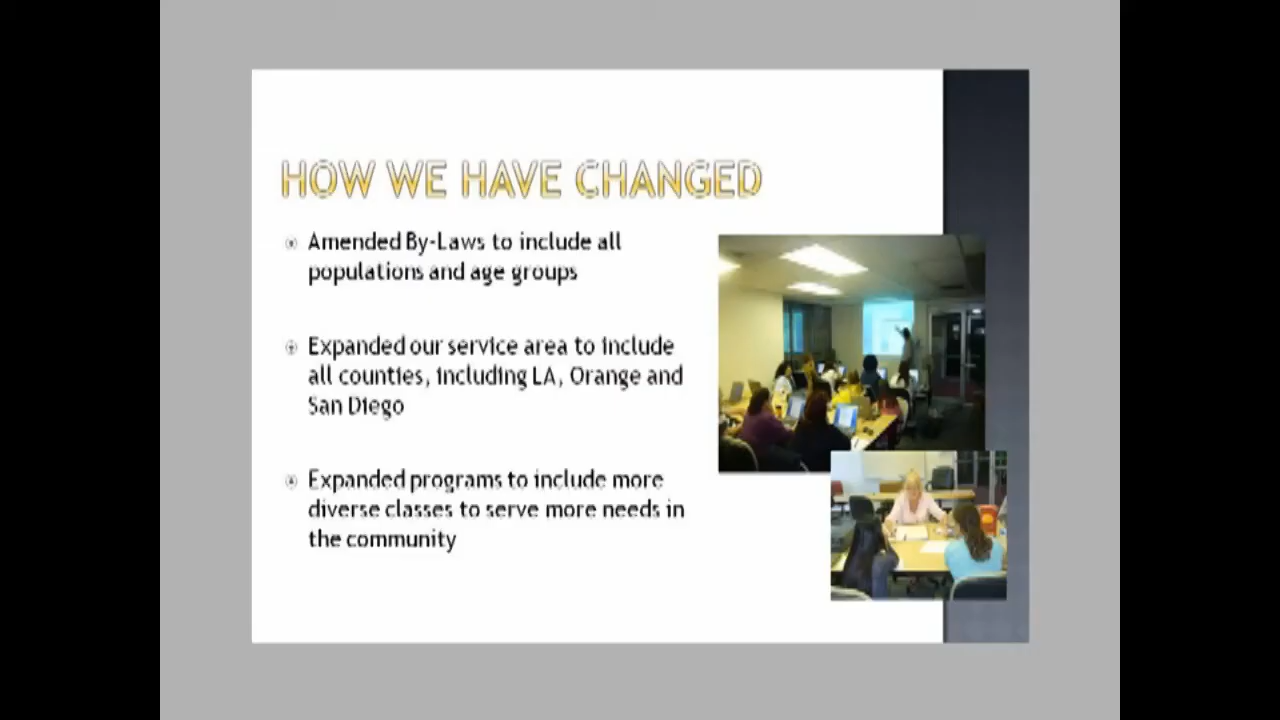 HOW WE HAVE CHANGED
Amended By-Laws to include all
populations and age groups
Expanded our service area to include
all counties, including LA, Orange and
San Diego
Expanded programs to include more
diverse classes to serve more needs in
the community